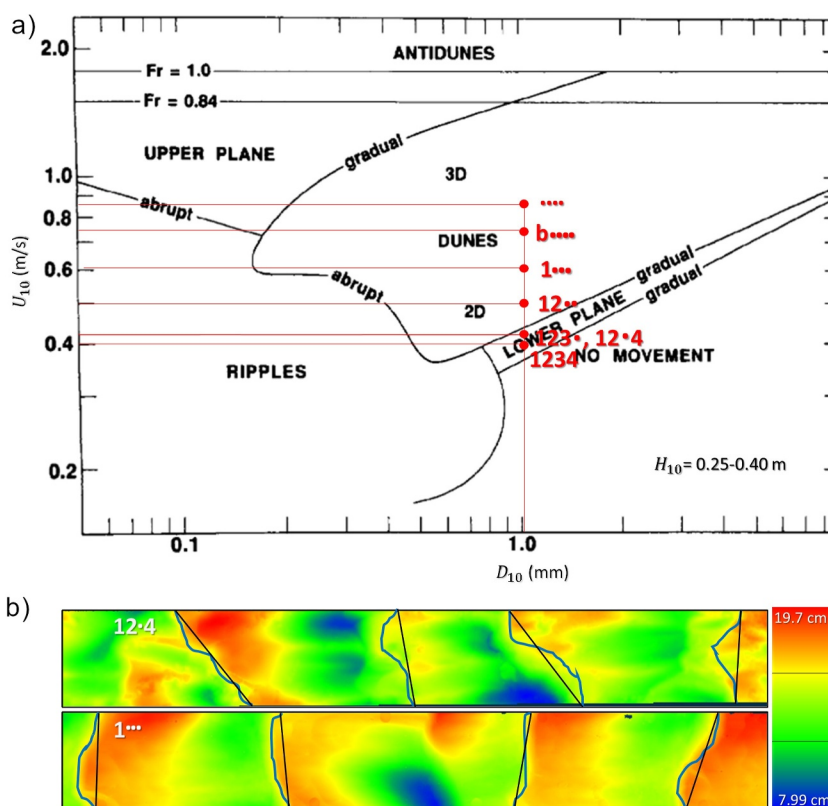 a)
2.0
ANTIDUNES
Fr = 1.0
Fr = 0.84
UPPER PLANE
gradual
1.0
3D
abrupt
····
0.8
b····
DUNES
U10 (m/s)
0.6
1···
gradual
abrupt
gradual
12··
2D
LOWER PLANE
0.4
123·, 12·4
1234
NO MOVEMENT
RIPPLES
0.2
H10= 0.25-0.40 m
0.1
1.0
D10 (mm)
b)
12·4
19.7 cm
1···
7.99 cm